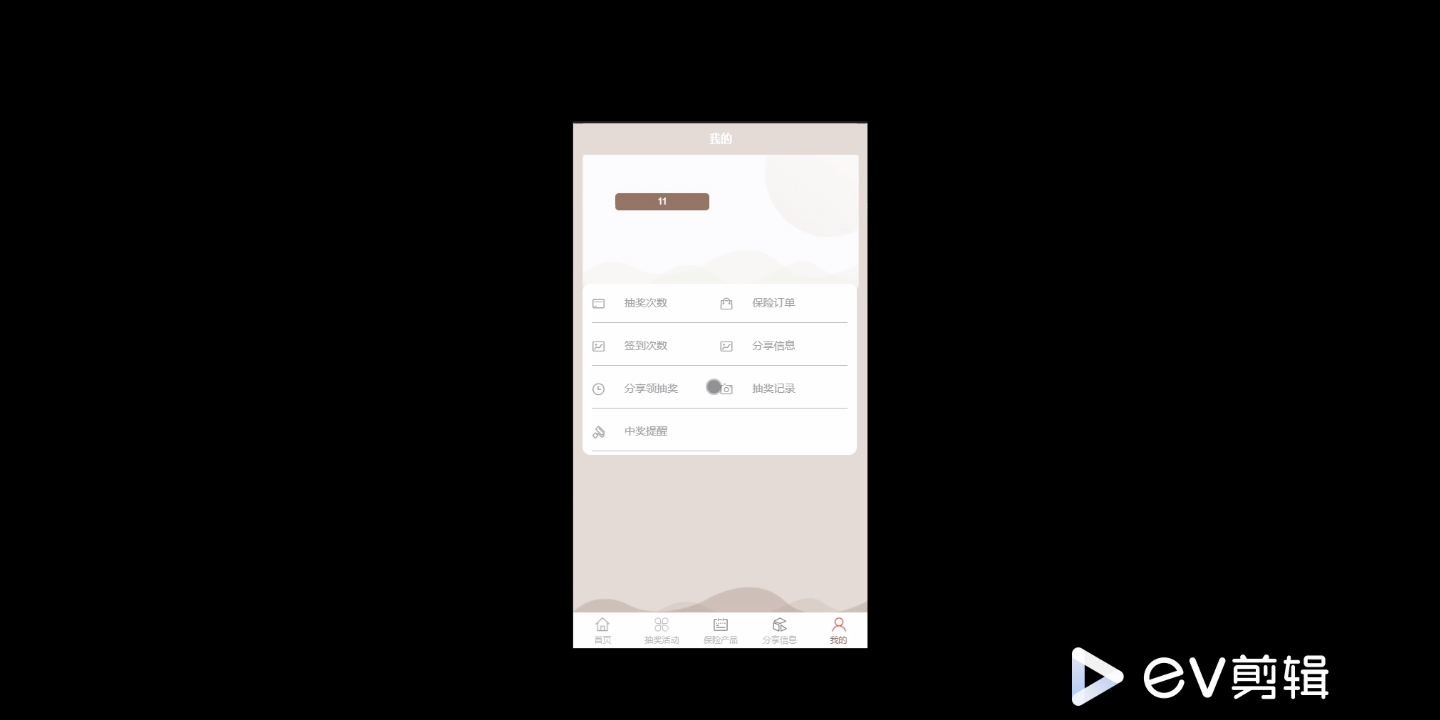 我的
11
抽奖次数 保险订单
签到次数 分享信息
分享领抽奖 抽奖记录
中奖提醒
首页 抽奖活动 保险产品 分享信息 我的
ev剪辑